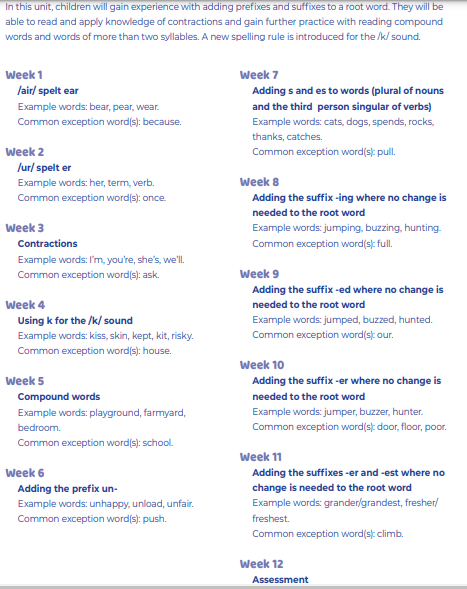 In this unit, children will gain experience with adding prefixes and suffixes to a root word. They will be
able to read and apply knowledge of contractions and gain further practice with reading compound
words and words of more than two syllables. A new spelling rule is introduced for the /k/ sound.
Week 1
/air/ spelt ear
Example words: bear, pear, wear.
Common exception word(s): because.
Week 2
/ur/ spelt er
Example words: her, term, verb.
Common exception word(s): once.
Week 3
Contractions
Example words: I'm, you're, she's, we'll.
Common exception word(s): ask.
Week 4
Using k for the /k/ sound
Example words: kiss, skin, kept, kit, risky.
Common exception word(s): house.
Week 5
Compound words
Example words: playground, farmyard,
bedroom.
Common exception word(s): school.
Week 6
Adding the prefix un-
Example words: unhappy, unload, unfair.
Common exception word(s): push.
Week 7
Adding s and es to words (plural of nouns
and the third person singular of verbs)
Example words: cats, dogs, spends, rocks,
thanks, catches.
Common exception word(s): pull.
Week 8
Adding the suffix -ing where no change is
needed to the root word
Example words: jumping, buzzing, hunting.
Common exception word(s): full.
Week 9
Adding the suffix -ed where no change is
needed to the root word
Example words: jumped, buzzed, hunted.
Common exception word(s): our.
Week 10
Adding the suffix -er where no change is
needed to the root word
Example words: jumper, buzzer, hunter.
Common exception word(s): door, floor, poor.
Week 11
Adding the suffixes -er and -est where no
change is needed to the root word
Example words: grander/grandest, fresher/
freshest.
Common exception word(s): climb.
Week 12
Assessment